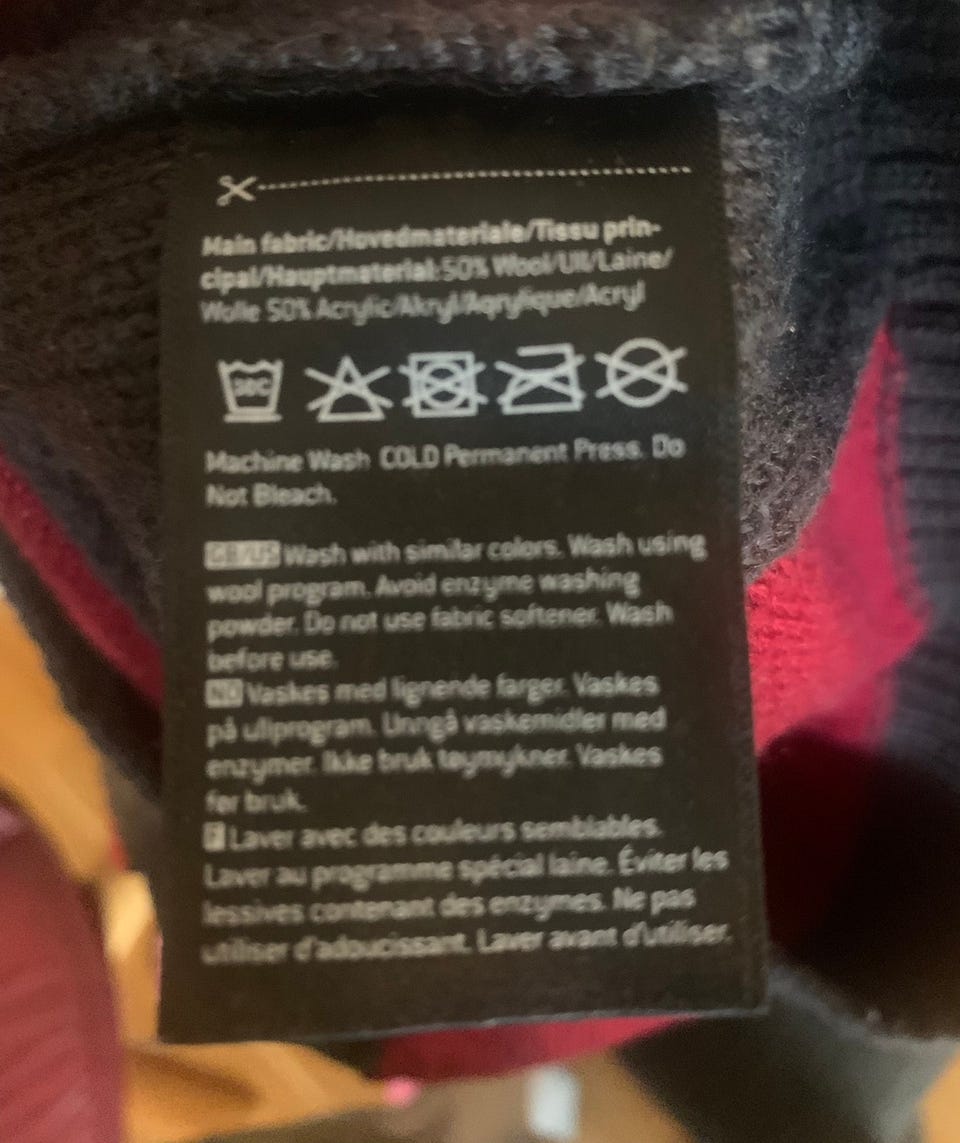 Main fabric/Hovedmateriale/Tissu prin-
cipal/Hauptmaterial:50% Wool/Ull/Laine/
Wolle 50% Acrylic/Akryl/Aqrylique/Acryl
30C
Machine Wash COLD Permanent Press. Do
Not Bleach.
GB/US Wash with similar colors. Wash using
wool program. Avoid enzyme washing
powder. Do not use fabric softener. Wash
before use.
NO Vaskes med lignende farger. Vaskes
på ullprogram. Unngå vaskemidler med
enzymer. Ikke bruk tøymykner. Vaskes
før bruk.
F Laver avec des couleurs semblables.
Laver au programme spécial laine. Éviter les
lessives contenant des enzymes. Ne pas
utiliser d'adoucissant. Laver avant d'utiliser.